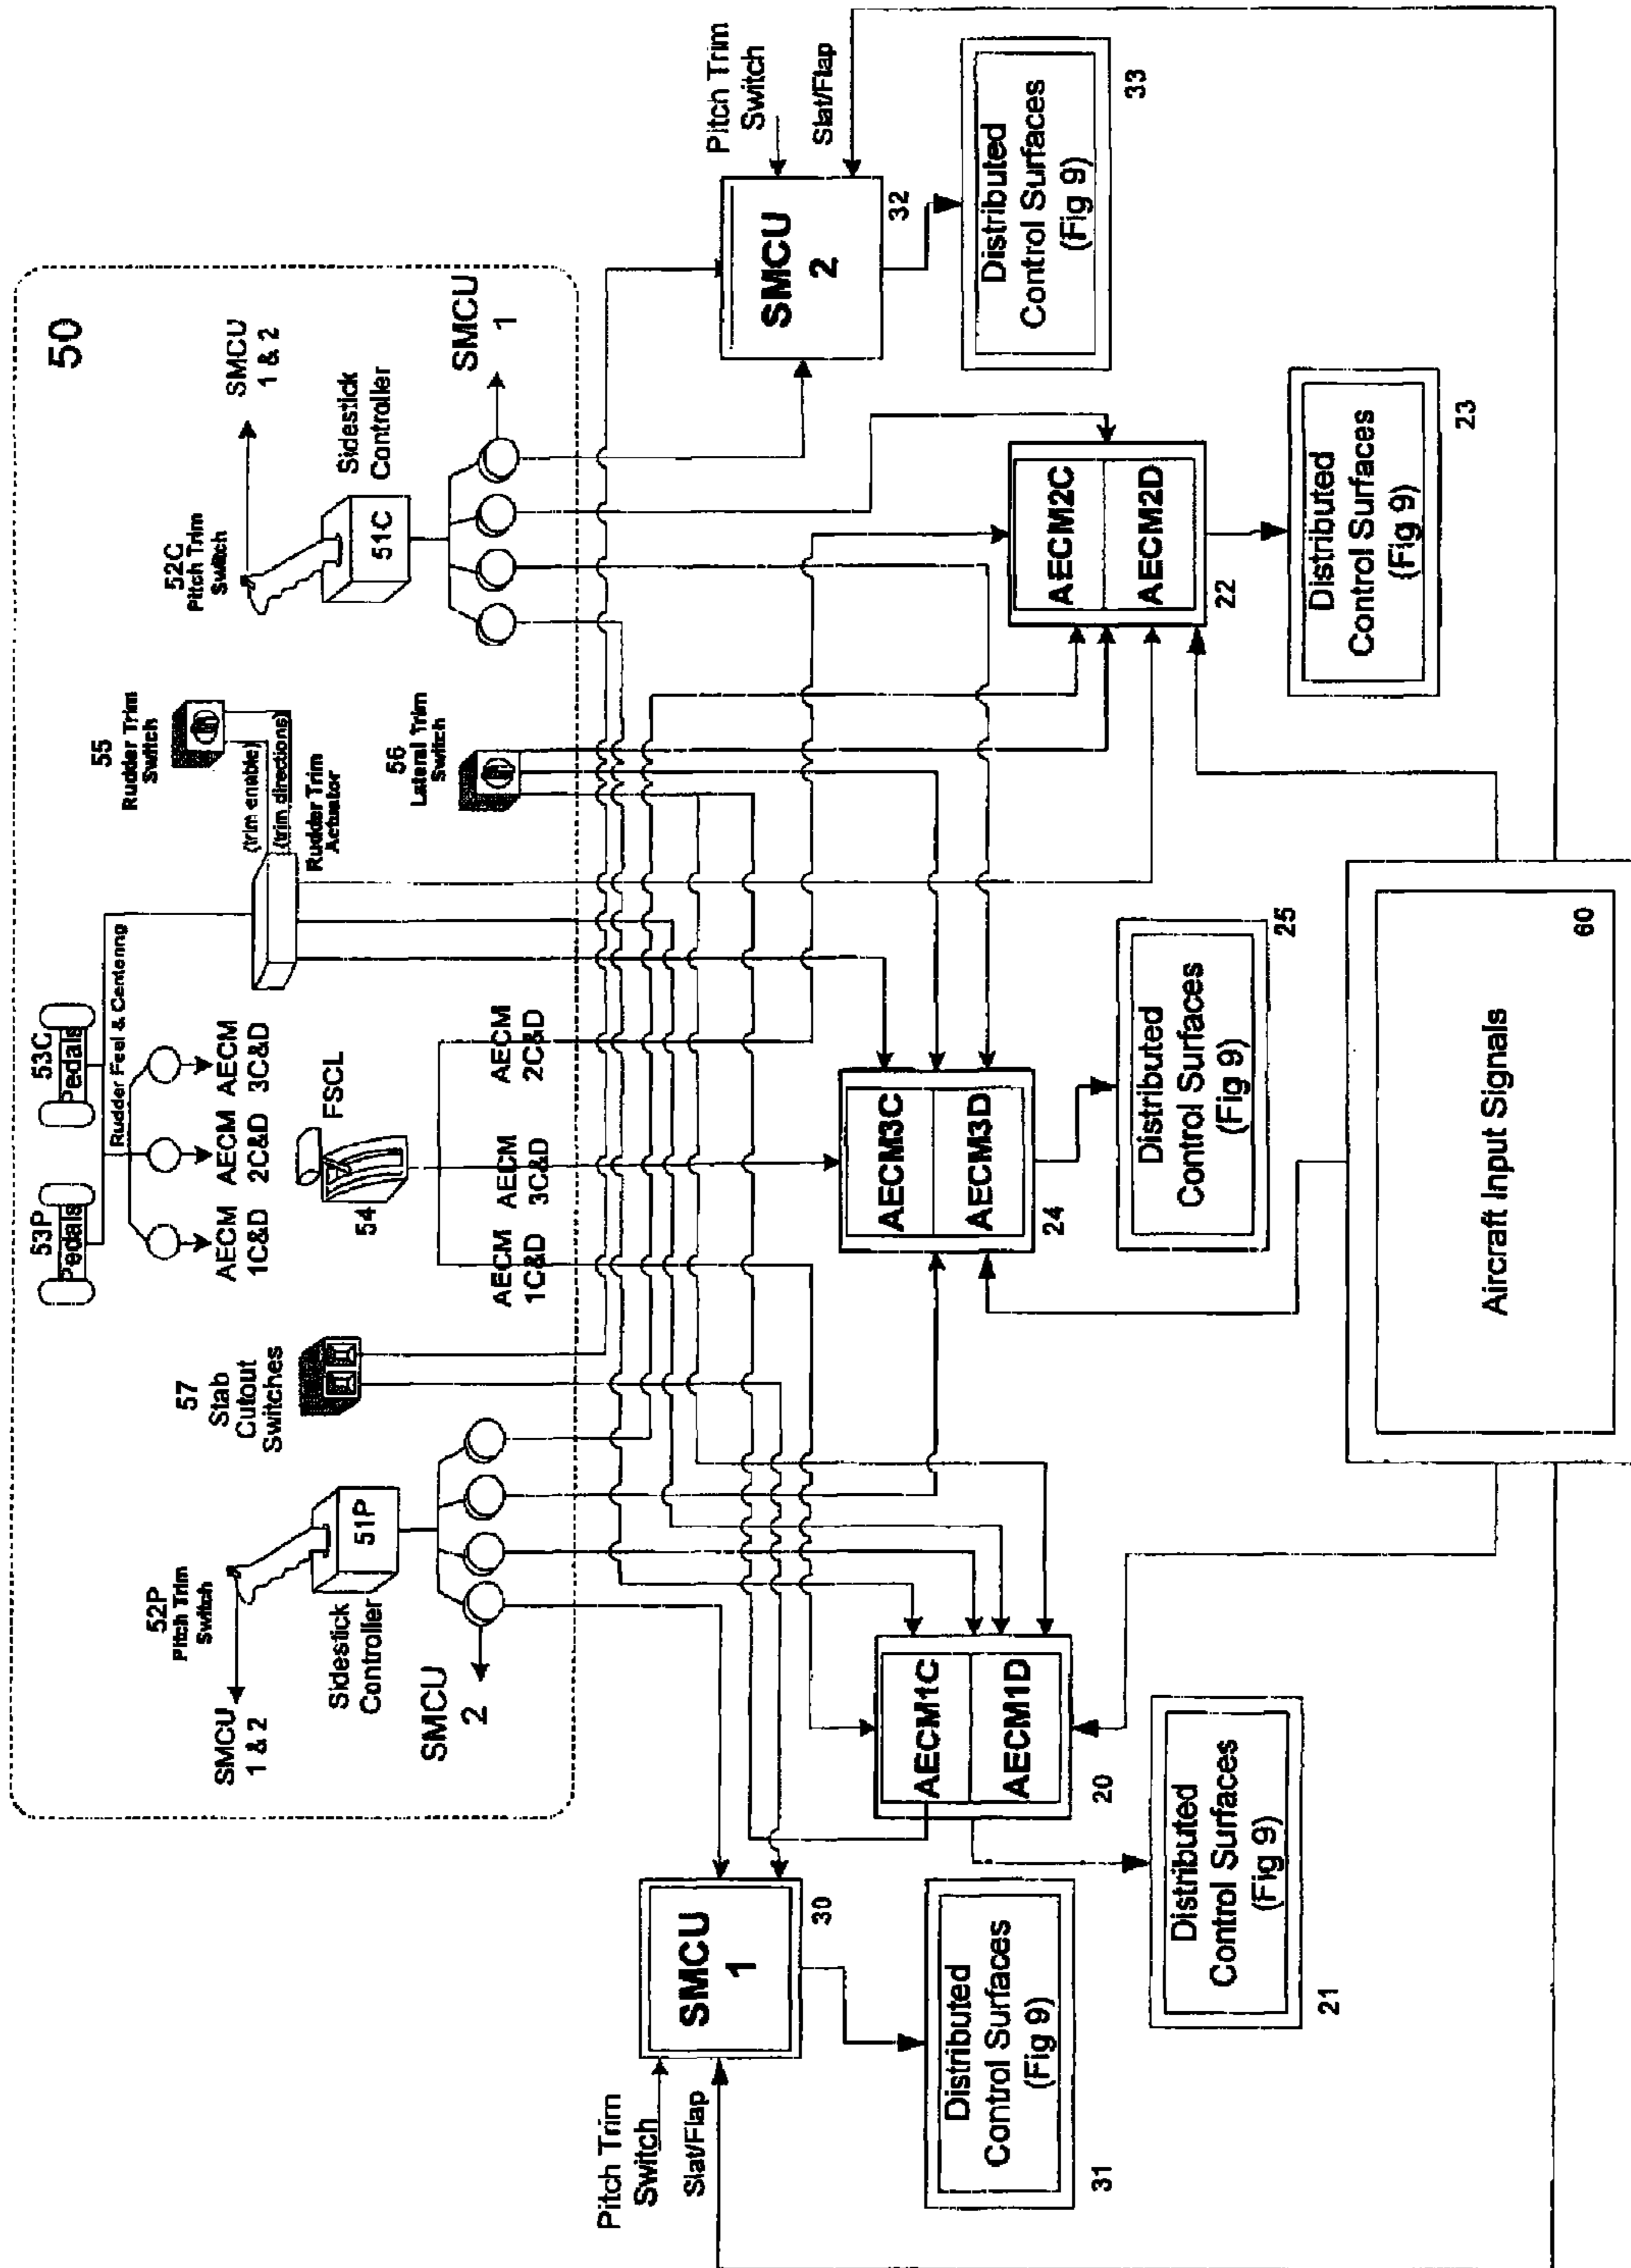 50
53P
Pedals
53C
Pedals
Rudder Feel & Centering
AECM
1C&D
AECM
2C&D
AECM
3C&D
55
Rudder Trim
Switch
(trim enable)
(trim directions)
Rudder Trim
Actuator
52P
Pitch Trim
Switch
SMCU
1 & 2
51P
Sidestick
Controller
SMCU
2
57
Stab
Cutout
Switches
FSCL
54
AECM
1C&D
AECM
3C&D
AECM
2C&D
56
Lateral Trim
Switch
52C
Pitch Trim
Switch
SMCU
1 & 2
51C
Sidestick
Controller
SMCU
1
Pitch Trim
Switch
Slat/Flap
SMCU
1
30
Distributed
Control Surfaces
(Fig 9)
31
AECM1C
AECM1D
20
Distributed
Control Surfaces
(Fig 9)
21
AECM3C
AECM3D
24
Distributed
Control Surfaces
(Fig 9)
25
AECM2C
AECM2D
22
Distributed
Control Surfaces
(Fig 9)
23
Pitch Trim
Switch
Slat/Flap
SMCU
2
32
Distributed
Control Surfaces
(Fig 9)
33
Aircraft Input Signals
60